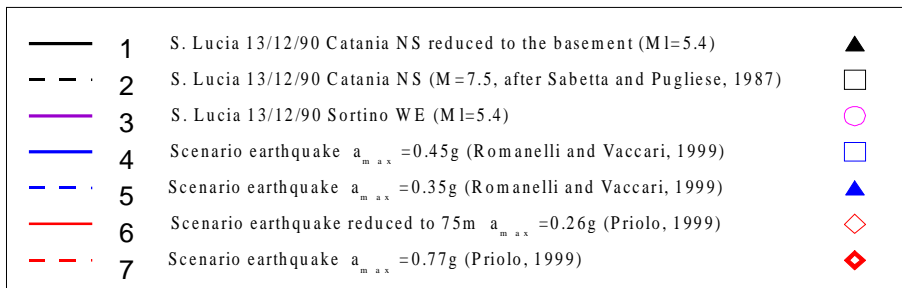 1 S. Lucia 13/12/90 Catania NS reduced to the basement (Ml=5.4)
2 S. Lucia 13/12/90 Catania NS (M=7.5, after Sabetta and Pugliese, 1987)
3 S. Lucia 13/12/90 Sortino WE (Ml=5.4)
4 Scenario earthquake a max =0.45g (Romanelli and Vaccari, 1999)
5 Scenario earthquake a max =0.35g (Romanelli and Vaccari, 1999)
6 Scenario earthquake reduced to 75m a max =0.26g (Priolo, 1999)
7 Scenario earthquake a max =0.77g (Priolo, 1999)